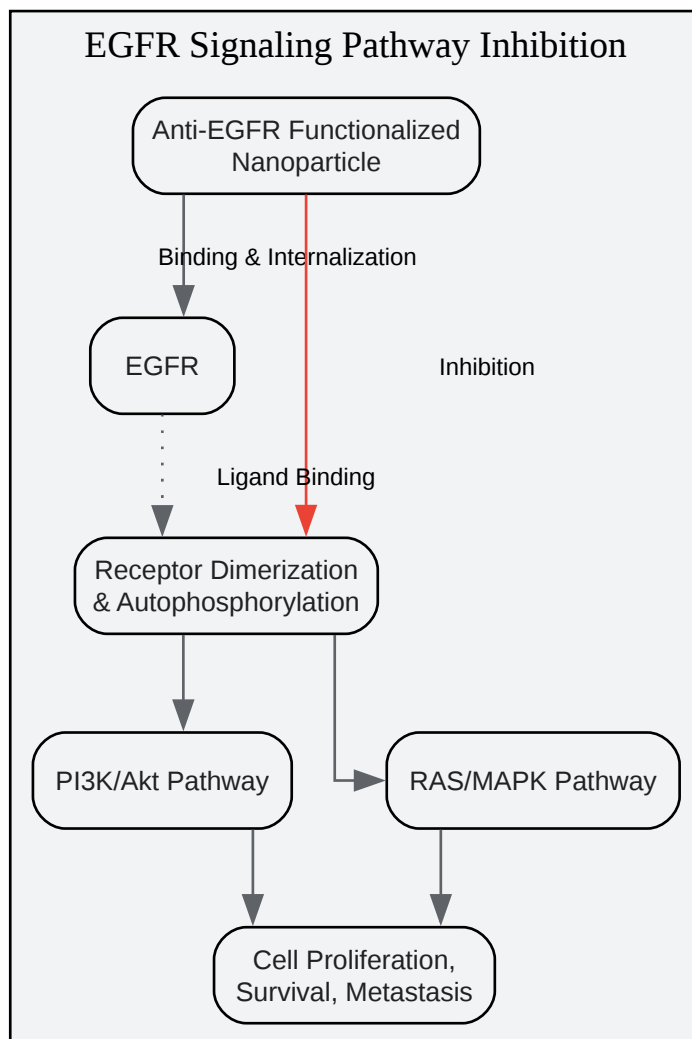 EGFR Signaling Pathway Inhibition
Anti-EGFR Functionalized
Nanoparticle
Binding & Internalization
EGFR
Inhibition
Ligand Binding
Receptor Dimerization
& Autophosphorylation
PI3K/Akt Pathway
RAS/MAPK Pathway
Cell Proliferation,
Survival, Metastasis